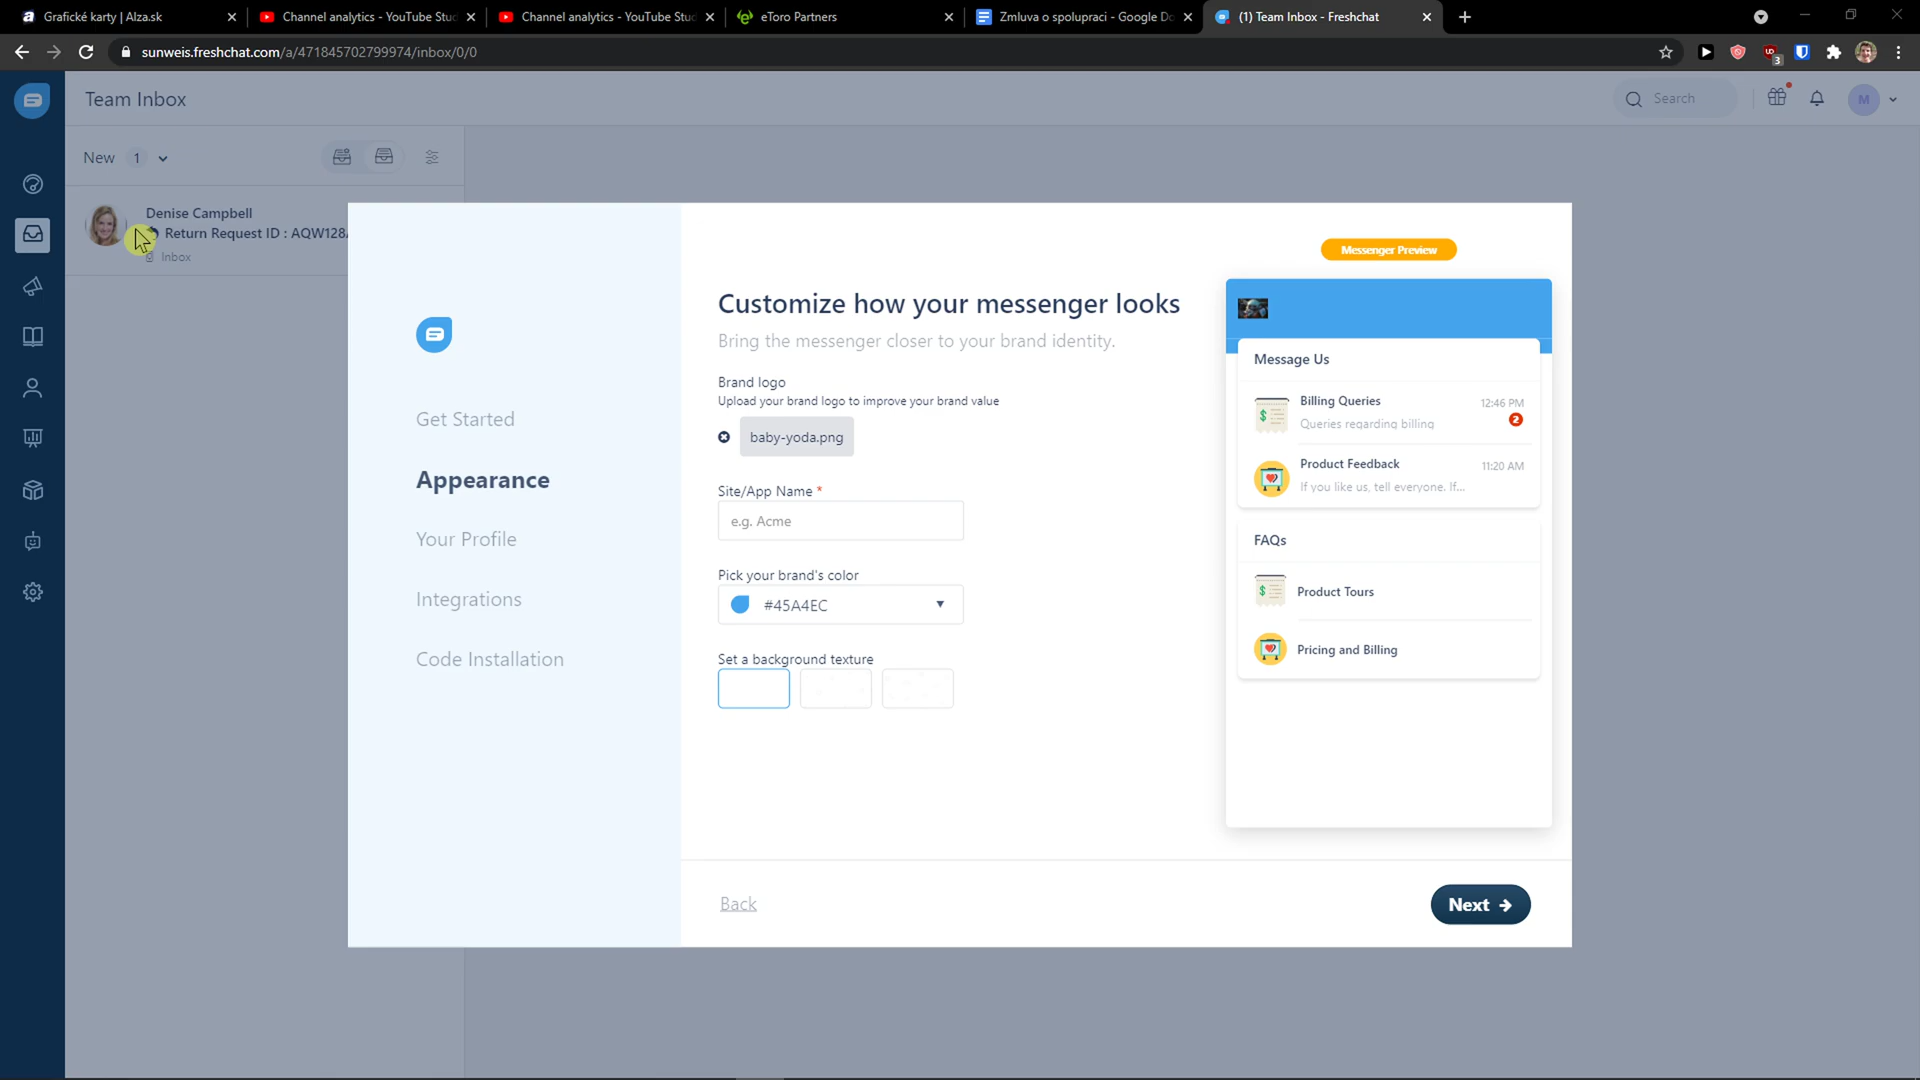 Grafické karty | Alza.sk
Channel analytics - YouTube Stu
Channel analytics - YouTube Stu
eToro Partners
Zmluva o spolupraci - Google Do
(1) Team Inbox - Freshchat
sunweis.freshchat.com/a/471845702799974/inbox/0/0
3
Team Inbox
Search
M
New 1
Denise Campbell
Return Request ID : AQW128
Inbox
Get Started
Appearance
Your Profile
Integrations
Code Installation
Customize how your messenger looks
Bring the messenger closer to your brand identity.
Brand logo
Upload your brand logo to improve your brand value
baby-yoda.png
Site/App Name *
e.g. Acme
Pick your brand's color
#45A4EC
Set a background texture
Back
Next
Messenger Preview
Message Us
Billing Queries
12:46 PM
Queries regarding billing
2
Product Feedback
11:20 AM
If you like us, tell everyone. If...
FAQs
Product Tours
Pricing and Billing